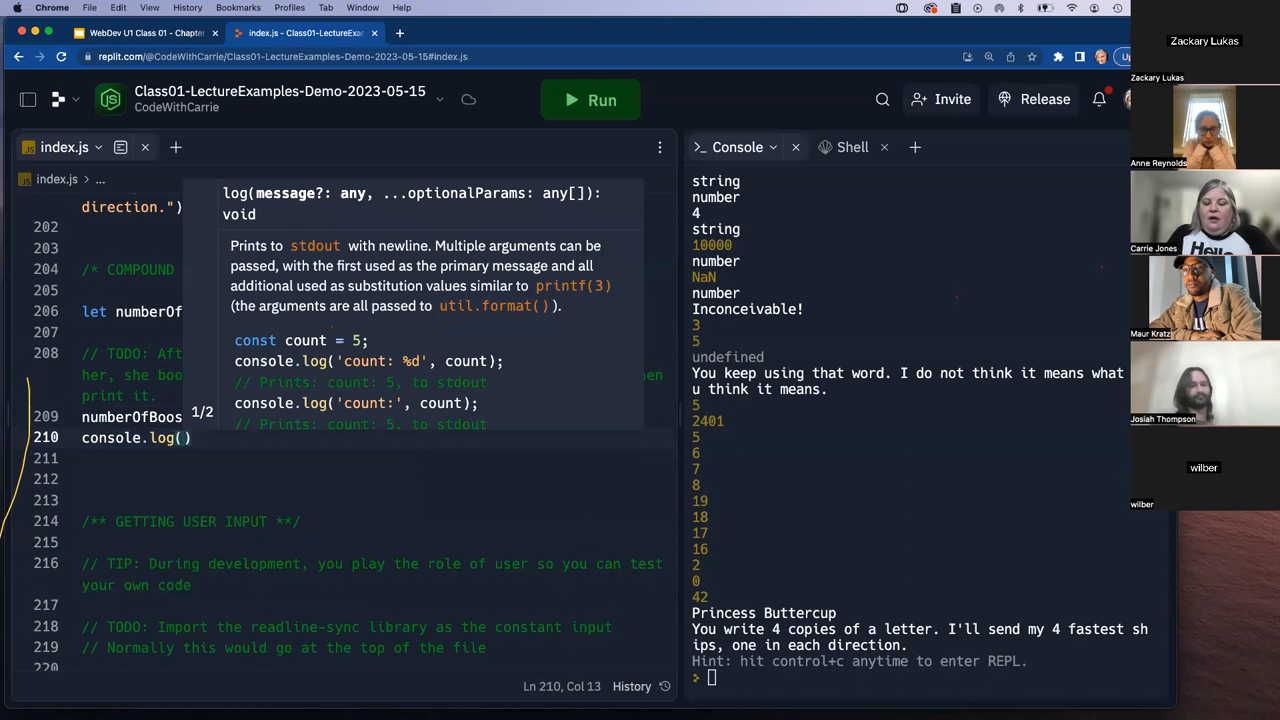 Chrome File Edit View History Bookmarks Profiles Tab Window Help
WebDev U1 Class 01 - Chapter
index.js - Class1-LectureExam
replit.com/@CodeWithCarrie/Class01-LectureExamples-Demo-2023-05-15#index.js
Class01-LectureExamples-Demo-2023-05-15
CodeWithCarrie
Run
Invite
Release
index.js
Console
Shell
index.js > ...
direction.")
202
203
204 /* COMPOUND
205
206 let numberOf
207
208 // TODO: Aft
her, she boo
hen
print it.
209 numberOfBoos
210 console.log()
211
212
213
214 /** GETTING USER INPUT **/
215
216 // TIP: During development, you play the role of user so you can test
your own code
217
218 // TODO: Import the readline-sync library as the constant input
219 // Normally this would go at the top of the file
220
log(message?: any, ...optionalParams: any[]):
void
Prints to stdout with newline. Multiple arguments can be
passed, with the first used as the primary message and all
additional used as substitution values similar to printf(3)
(the arguments are all passed to util.format() ).
const count = 5;
console.log('count: %d', count);
// Prints: count: 5, to stdout
console.log('count:', count);
// Prints: count: 5. to stdout
1/2
Ln 210, Col 13 History
string
number
4
string
10000
number
NaN
number
Inconceivable!
3
5
undefined
You keep using that word. I do not think it means what
u think it means.
5
2401
5
6
7
8
19
18
17
16
2
0
42
Princess Buttercup
You write 4 copies of a letter. I'll send my 4 fastest sh
ips, one in each direction.
Hint: hit control+c anytime to enter REPL.
>
Zackary Lukas
Zackary Lukas
Anne Reynolds
Carrie Jones
Maur Kratz
Josiah Thompson
wilber
wilber